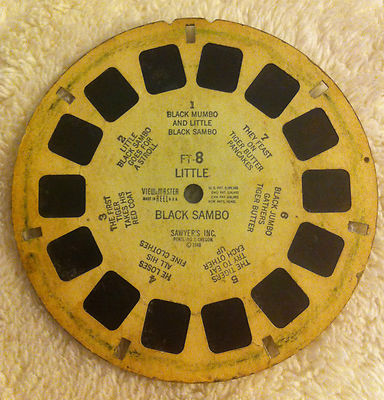 1
BLACK MUMBO
AND LITTLE
BLACK SAMBO
2
LITTLE
BLACK SAMBO
GOES FOR
A STROLL
3
THE FIRST
TIGER
TAKES HIS
RED COAT
4
HE LOSES
ALL HIS
FINE CLOTHES
5
THE TIGERS
TRY TO EAT
EACH OTHER
UP
6
BLACK JUMBO
GATHERS
TIGER BUTTER
7
THEY FEAST
ON
TIGER BUTTER
PANCAKES
FT-8
LITTLE
VIEW-MASTER
REEL
BLACK SAMBO
SAWYER'S INC.
PORTLAND 7, OREGON
© 1948